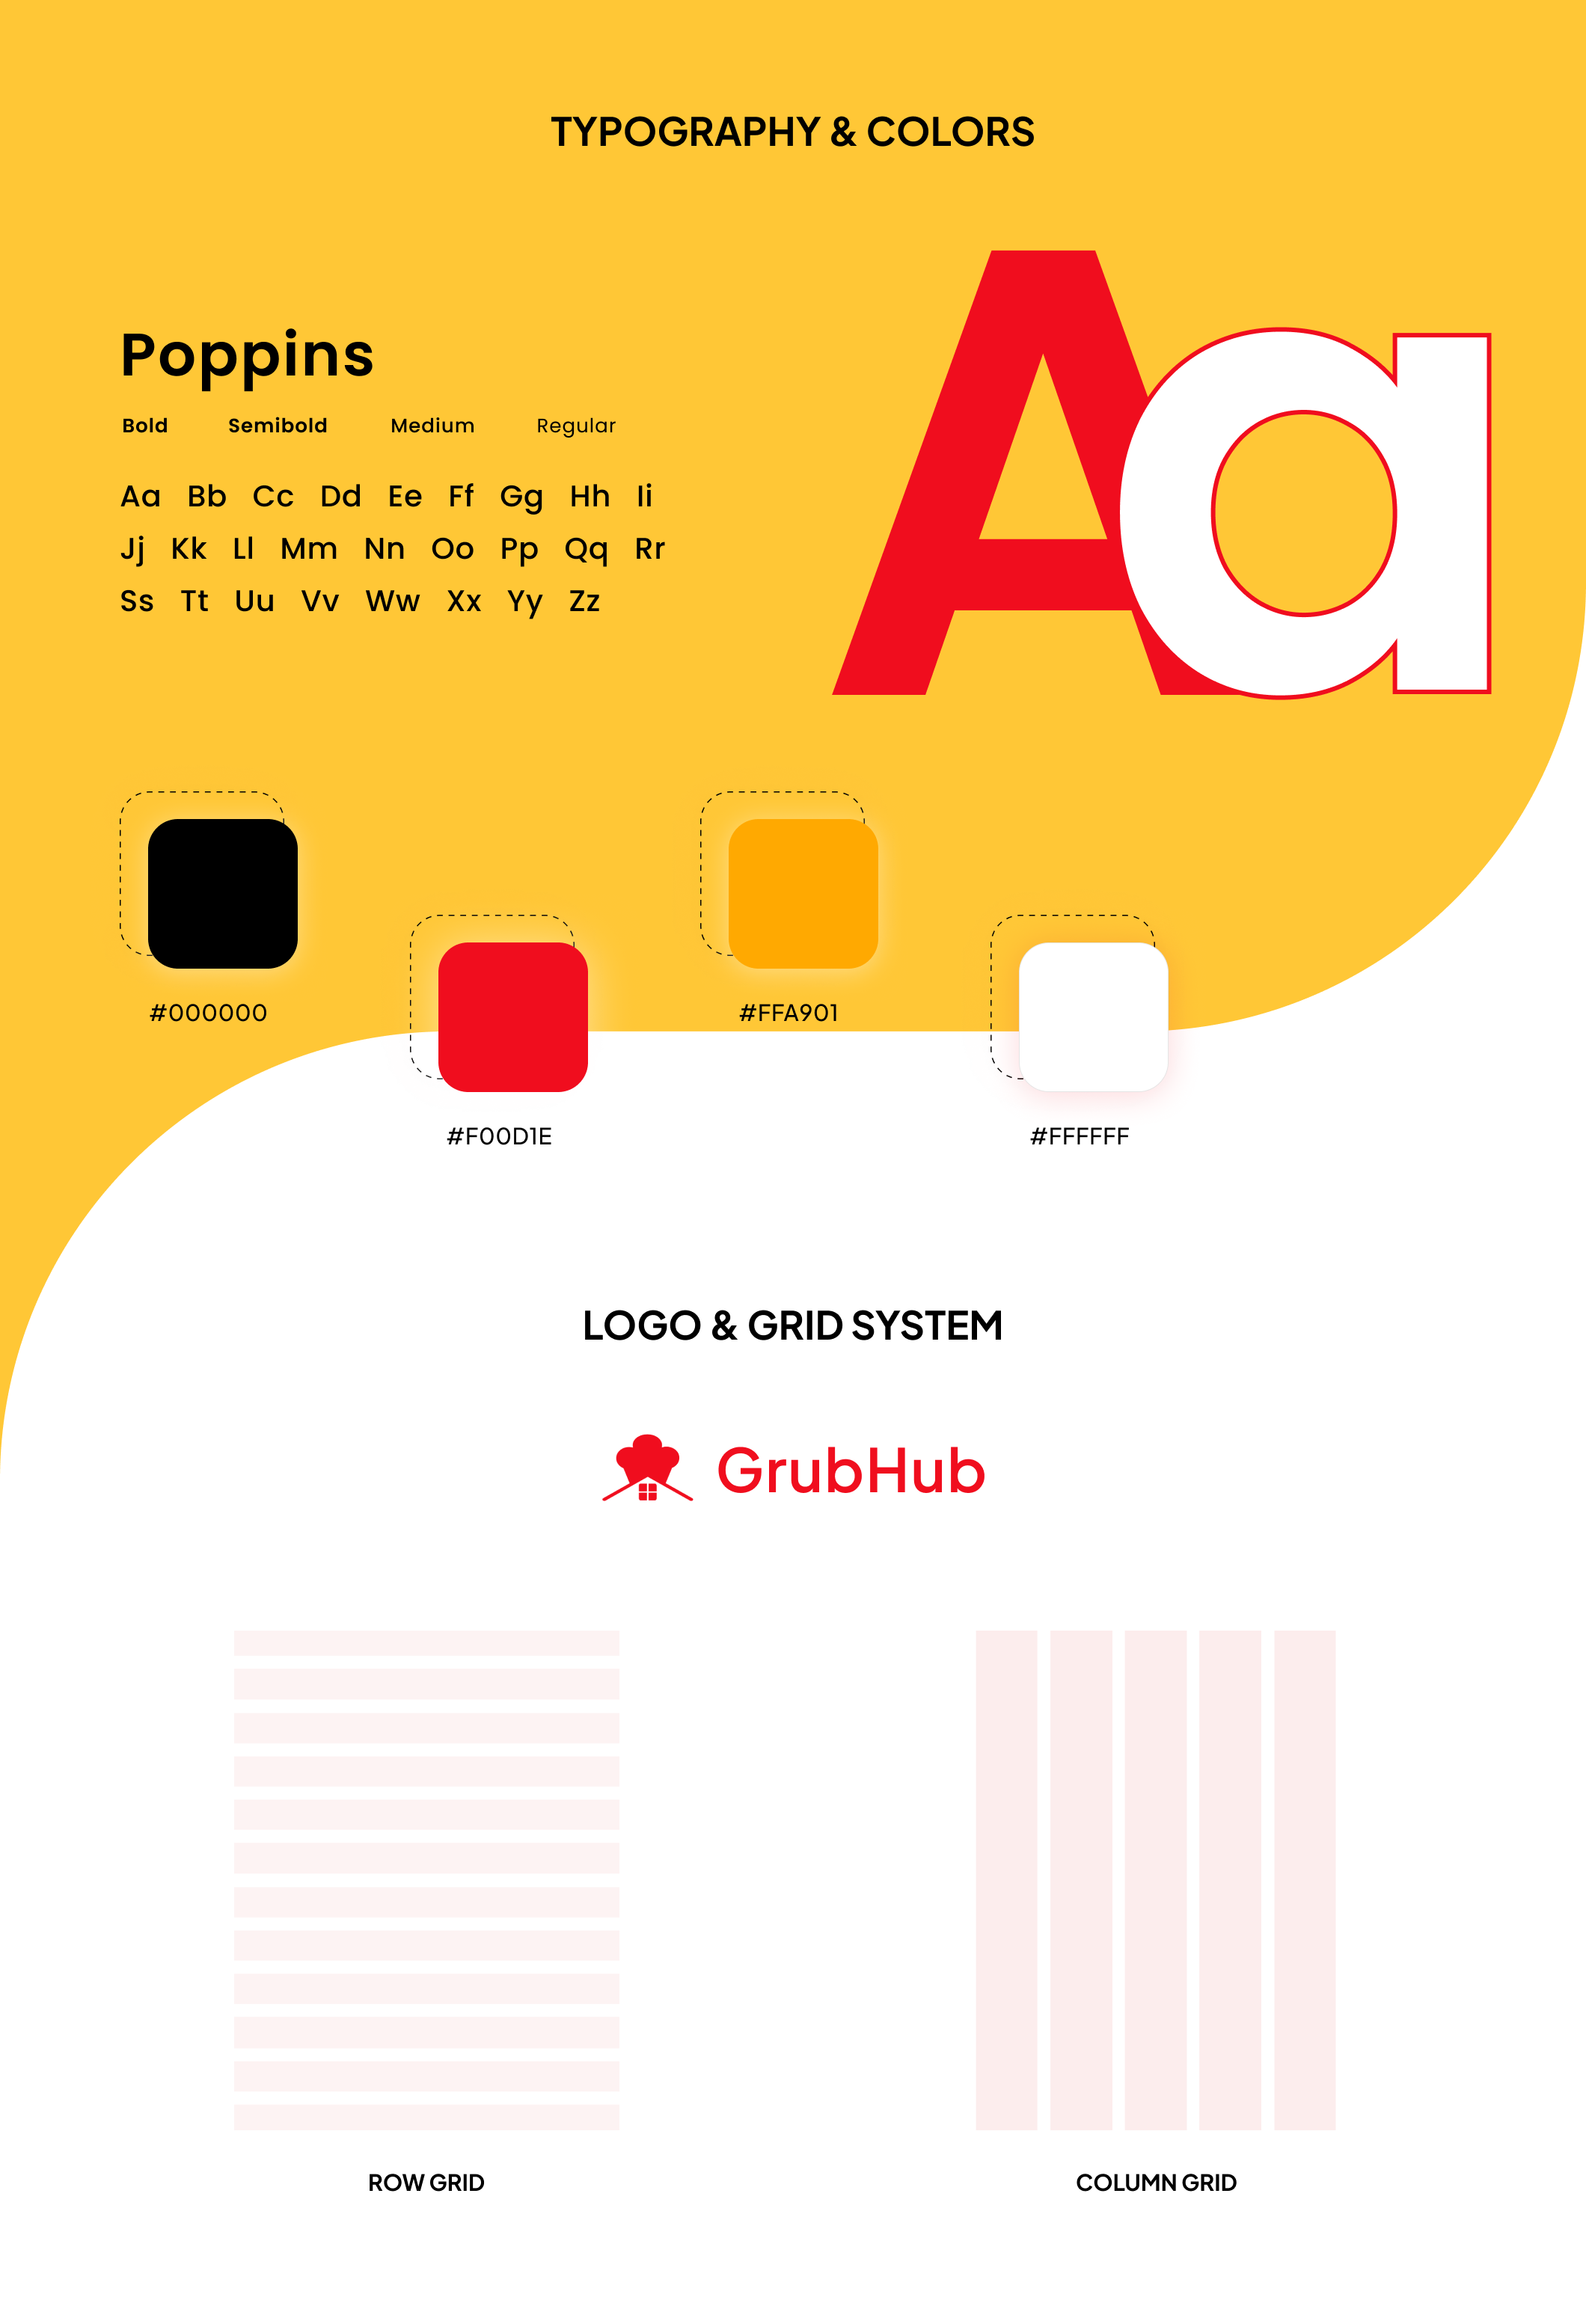 TYPOGRAPHY & COLORS
Aa
Poppins
Bold Semibold Medium Regular
Aa Bb Cc Dd Ee Ff Gg Hh Ii
Jj Kk Ll Mm Nn Oo Pp Qq Rr
Ss Tt Uu Vv Ww Xx Yy Zz
#000000
#FFA901
#F00D1E
#FFFFFF
LOGO & GRID SYSTEM
GrubHub
ROW GRID
COLUMN GRID